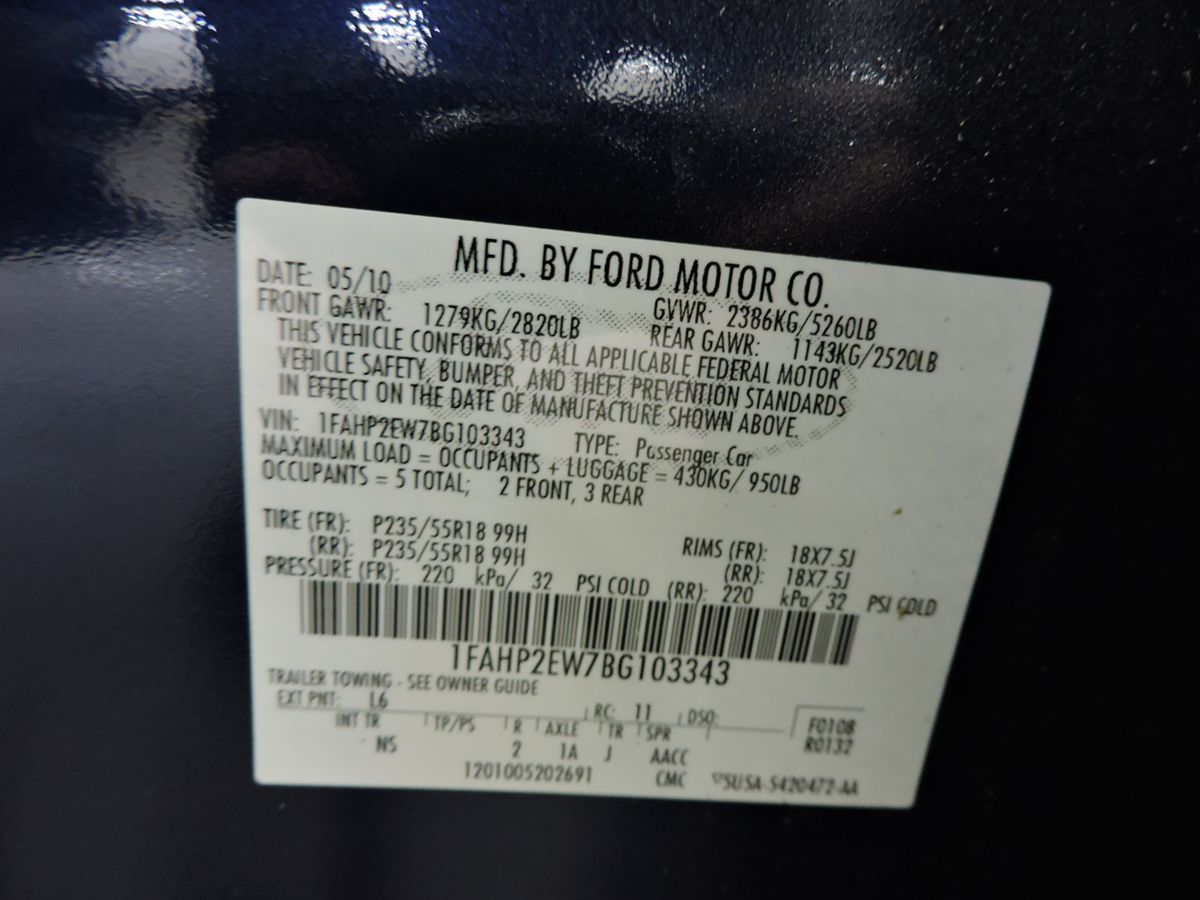 MFD. BY FORD MOTOR CO.
DATE: 05/10 GVWR: 2386KG/5260LB
FRONT GAWR: 1279KG/2820LB REAR GAWR: 1143KG/2520LB
THIS VEHICLE CONFORMS TO ALL APPLICABLE FEDERAL MOTOR
VEHICLE SAFETY, BUMPER, AND THEFT PREVENTION STANDARDS
IN EFFECT ON THE DATE OF MANUFACTURE SHOWN ABOVE.
VIN: 1FAHP2EW7BG103343 TYPE: Passenger Car
MAXIMUM LOAD = OCCUPANTS + LUGGAGE = 430KG/ 950LB
OCCUPANTS = 5 TOTAL; 2 FRONT, 3 REAR
TIRE (FR): P235/55R18 99H RIMS (FR): 18X7.5J
(RR): P235/55R18 99H (RR): 18X7.5J
PRESSURE (FR): 220 kPa/ 32 PSI COLD (RR): 220 kPa/ 32 PSI COLD
1FAHP2EW7BG103343
TRAILER TOWING - SEE OWNER GUIDE
EXT PNT: L6 RC: 11 DSO: F0108
INT TR TP/PS R AXLE TR SPR R0132
NS 2 1A J AACC
1201005202691 CMC SUSA-5420472-AA